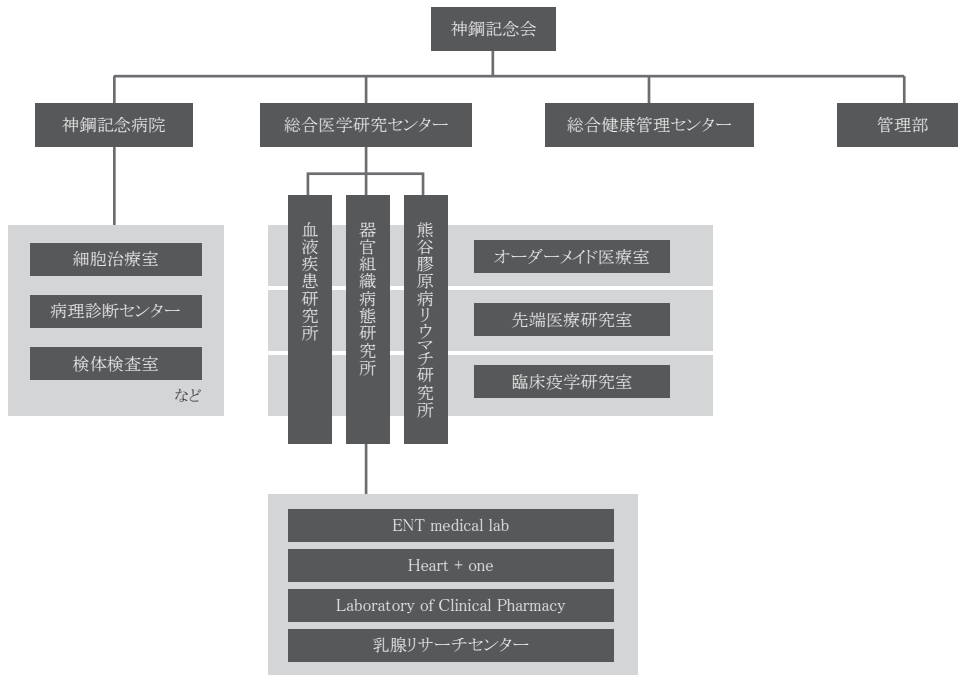 神鋼記念会
神鋼記念病院
総合医学研究センター
総合健康管理センター
管理部
細胞治療室
病理診断センター
検体検査室
など
血液疾患研究所
器官組織病態研究所
熊谷膠原病リウマチ研究所
オーダーメイド医療室
先端医療研究室
臨床疫学研究室
ENT medical lab
Heart + one
Laboratory of Clinical Pharmacy
乳腺リサーチセンター